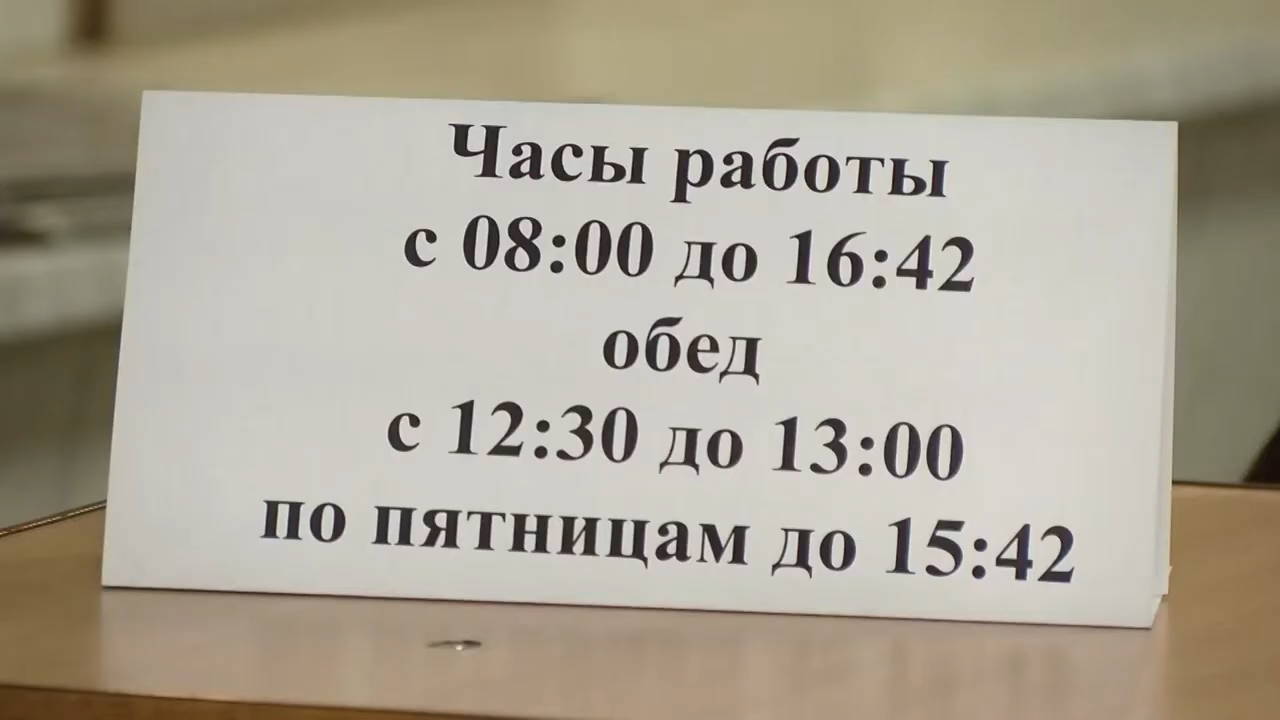 Часы работы
с 08:00 до 16:42
обед
с 12:30 до 13:00
по пятницам до 15:42